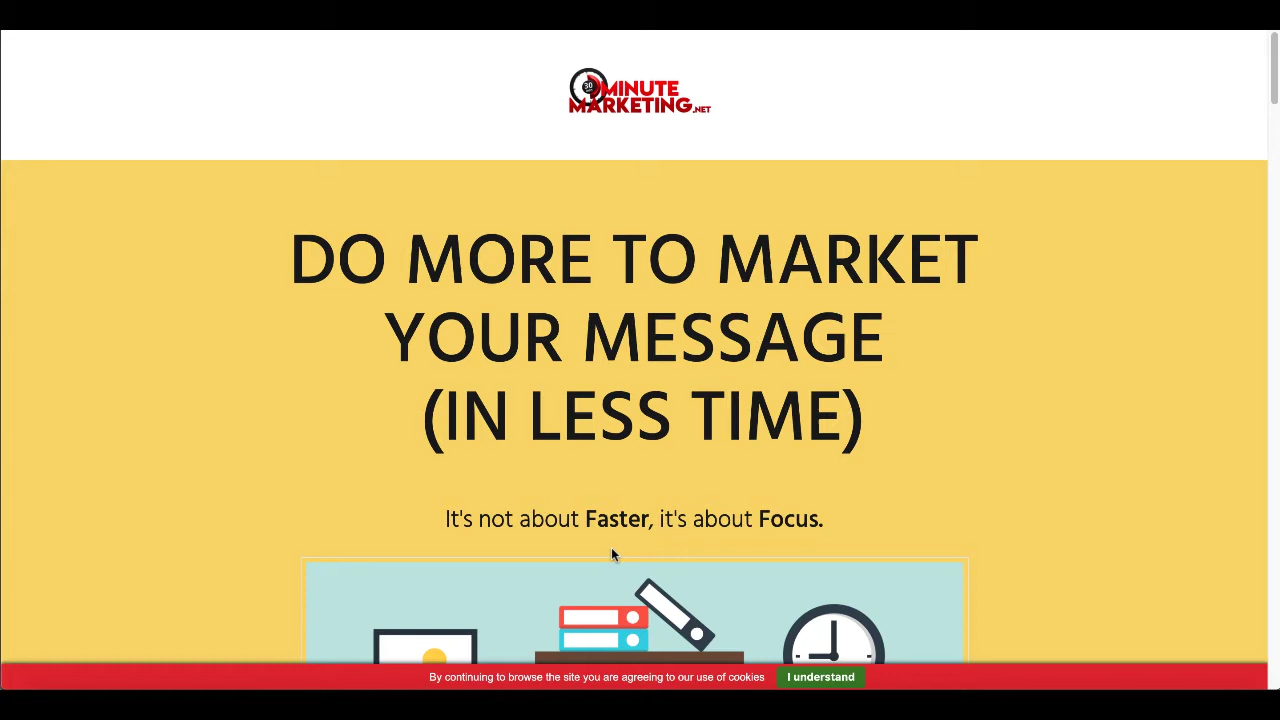 30 MINUTE
MARKETING.NET
DO MORE TO MARKET
YOUR MESSAGE
(IN LESS TIME)
It's not about Faster, it's about Focus.
By continuing to browse the site you are agreeing to our use of cookies
I understand